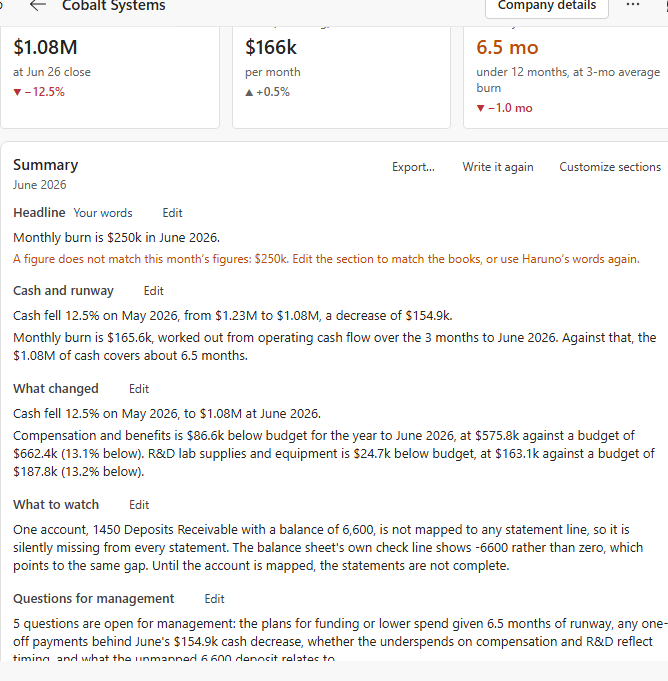 Cobalt Systems
Company details
$1.08M
at Jun 26 close
▼ −12.5%
$166k
per month
▲ +0.5%
6.5 mo
under 12 months, at 3-mo average
burn
▼ −1.0 mo
Summary
June 2026
Export...
Write it again
Customize sections
Headline Your words Edit
Monthly burn is $250k in June 2026.
A figure does not match this month's figures: $250k. Edit the section to match the books, or use Haruno's words again.
Cash and runway Edit
Cash fell 12.5% on May 2026, from $1.23M to $1.08M, a decrease of $154.9k.
Monthly burn is $165.6k, worked out from operating cash flow over the 3 months to June 2026. Against that, the
$1.08M of cash covers about 6.5 months.
What changed Edit
Cash fell 12.5% on May 2026, to $1.08M at June 2026.
Compensation and benefits is $86.6k below budget for the year to June 2026, at $575.8k against a budget of
$662.4k (13.1% below). R&D lab supplies and equipment is $24.7k below budget, at $163.1k against a budget of
$187.8k (13.2% below).
What to watch Edit
One account, 1450 Deposits Receivable with a balance of 6,600, is not mapped to any statement line, so it is
silently missing from every statement. The balance sheet's own check line shows -6600 rather than zero, which
points to the same gap. Until the account is mapped, the statements are not complete.
Questions for management Edit
5 questions are open for management: the plans for funding or lower spend given 6.5 months of runway, any one-
off payments behind June's $154.9k cash decrease, whether the underspends on compensation and R&D reflect
timing, and what the unmapped 6,600 deposit relates to.